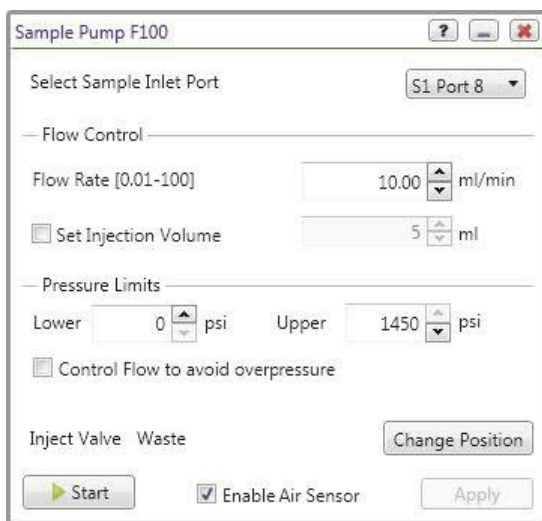 Sample Pump F100 ?
Select Sample Inlet Port S1 Port 8
Flow Control
Flow Rate [0.01-100] 10.00 ml/min
Set Injection Volume 5 ml
Pressure Limits
Lower 0 psi Upper 1450 psi
Control Flow to avoid overpressure
Inject Valve Waste Change Position
Start Enable Air Sensor Apply